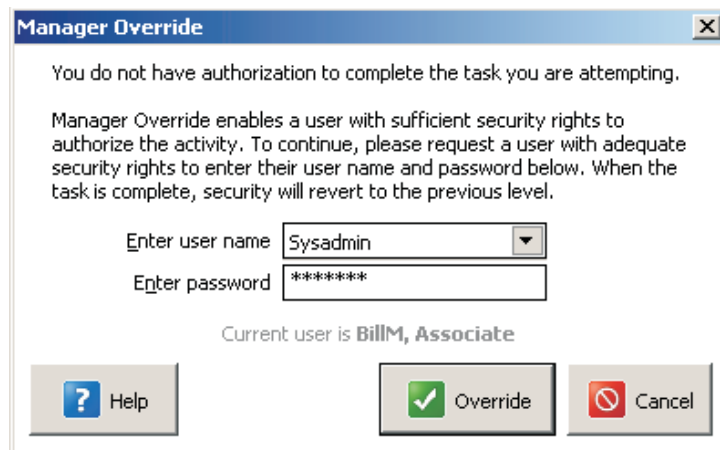 Manager Override
You do not have authorization to complete the task you are attempting.
Manager Override enables a user with sufficient security rights to
authorize the activity. To continue, please request a user with adequate
security rights to enter their user name and password below. When the
task is complete, security will revert to the previous level.
Enter user name Sysadmin
Enter password *******
Current user is BillM, Associate
? Help Override Cancel